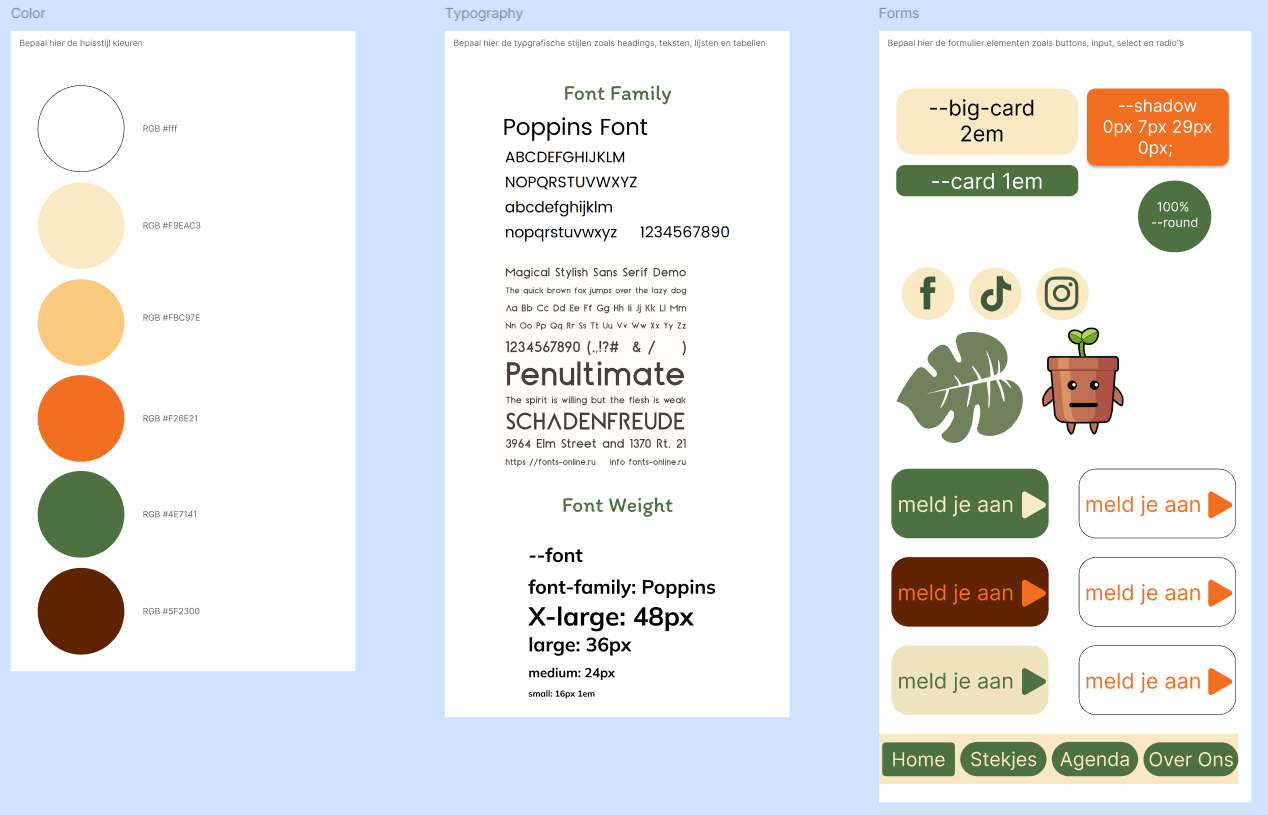 Color
Bepaal hier de huisstijl kleuren
RGB #fff
RGB #F9EAC3
RGB #FBC97E
RGB #F26E21
RGB #4E7141
RGB #5F2300
Typography
Bepaal hier de typgrafische stijlen zoals headings, teksten, lijsten en tabellen
Font Family
Poppins Font
ABCDEFGHIJKLM
NOPQRSTUVWXYZ
abcdefghijklm
nopqrstuvwxyz 1234567890
Magical Stylish Sans Serif Demo
The quick brown fox jumps over the lazy dog
Aa Bb Cc Dd Ee Ff Gg Hh Ii Jj Kk Ll Mm
Nn Oo Pp Qq Rr Ss Tt Uu Vv Ww Xx Yy Zz
1234567890 (.,!?# & / )
Penultimate
The spirit is willing but the flesh is weak
SCHADENFREUDE
3964 Elm Street and 1370 Rt. 21
https //fonts-online.ru info fonts-online.ru
Font Weight
--font
font-family: Poppins
X-large: 48px
large: 36px
medium: 24px
small: 16px 1em
Forms
Bepaal hier de formulier elementen zoals buttons, input, select en radio"s
--big-card
2em
--shadow
0px 7px 29px
0px;
--card 1em
100%
--round
meld je aan
meld je aan
meld je aan
meld je aan
meld je aan
meld je aan
Home Stekjes Agenda Over Ons